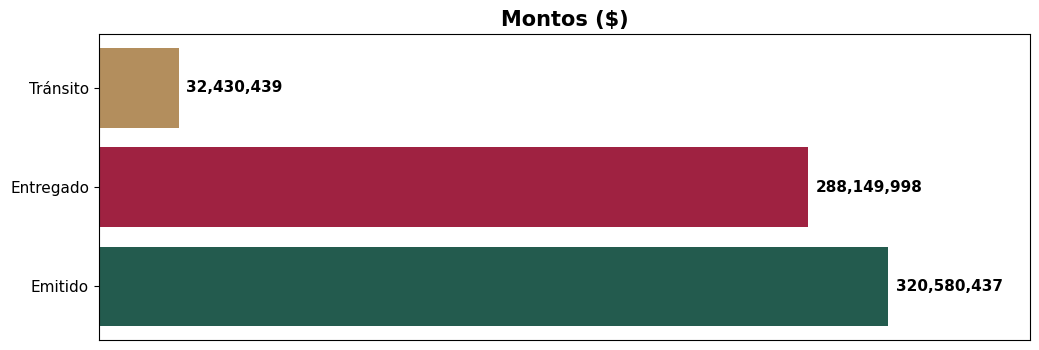 Montos ($)
Tránsito 32,430,439
Entregado 288,149,998
Emitido 320,580,437